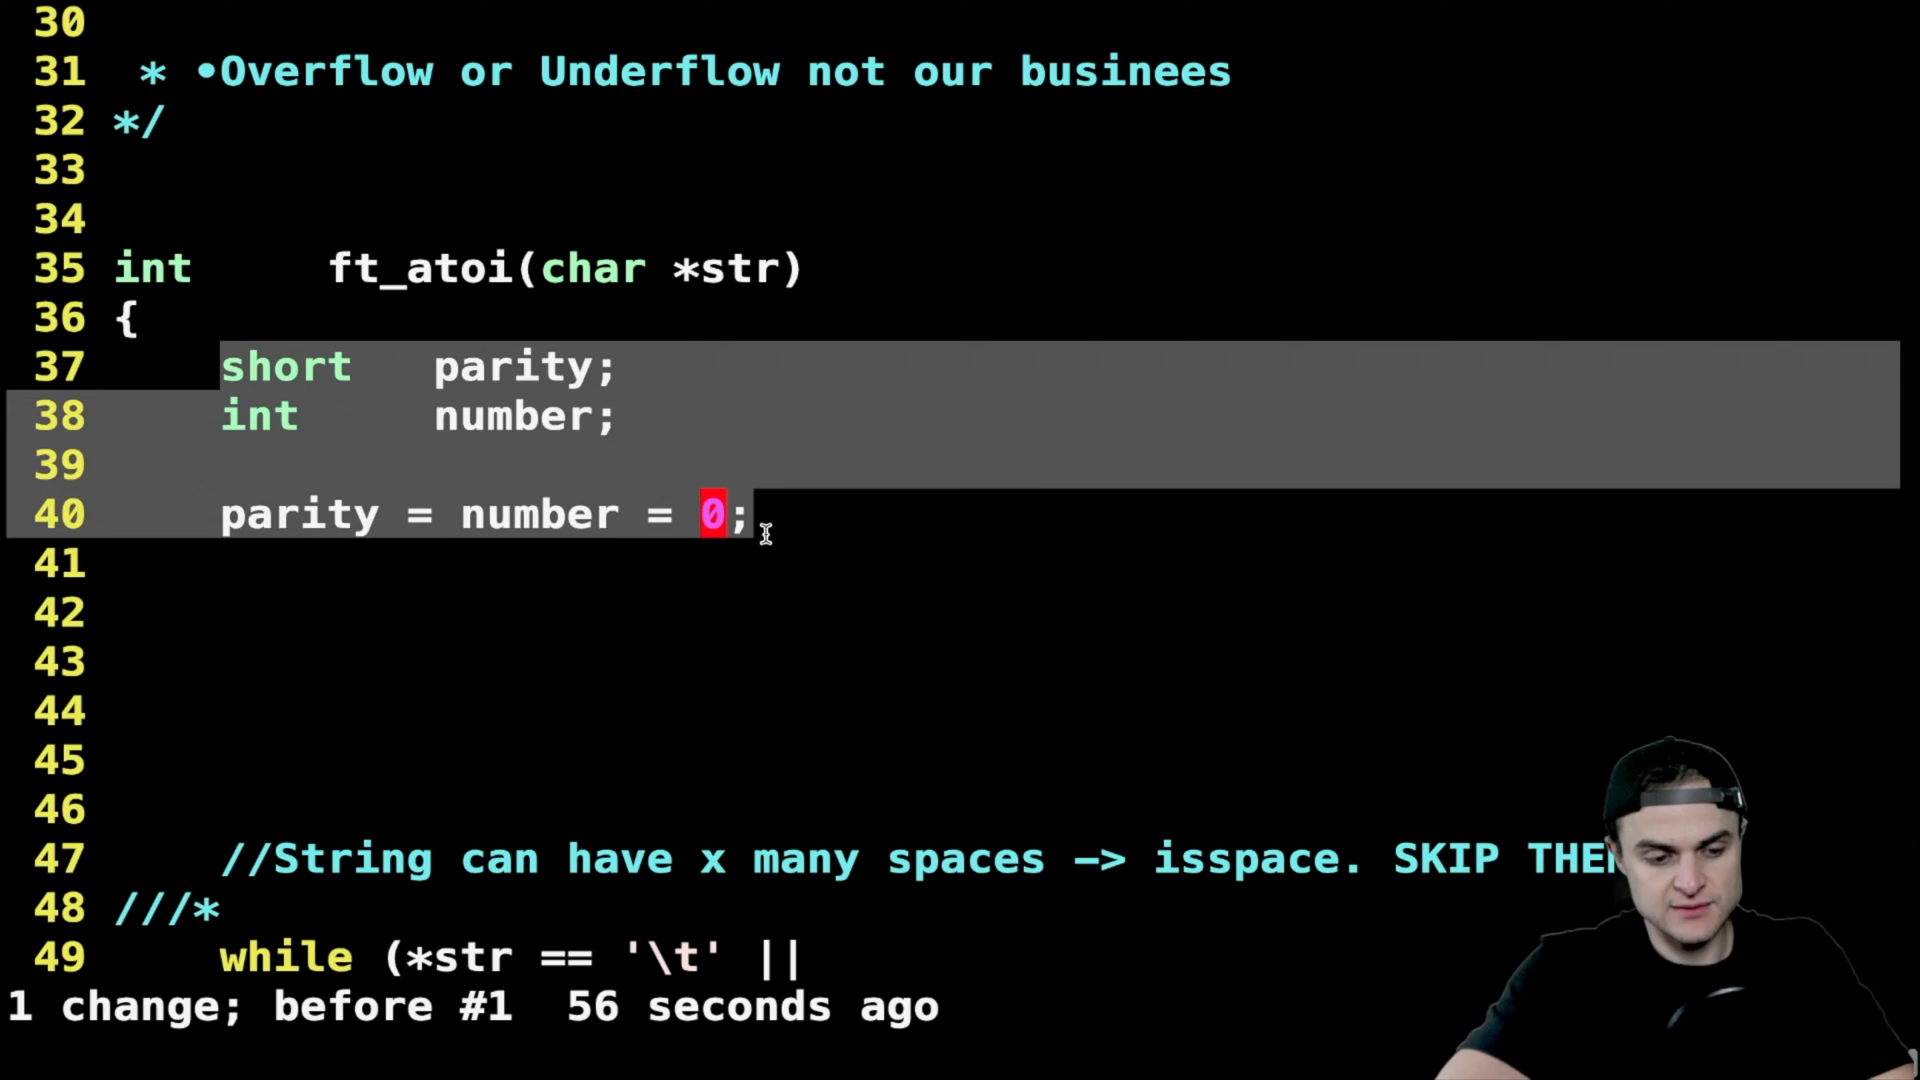 30
31 * •Overflow or Underflow not our businees
32 */
33
34
35 int ft_atoi(char *str)
36 {
37 short parity;
38 int number;
39
40 parity = number = 0;
41
42
43
44
45
46
47 //String can have x many spaces —> isspace. SKIP
48 ///*
49 while (*str == '\t' ||
1 change; before #1 56 seconds ago